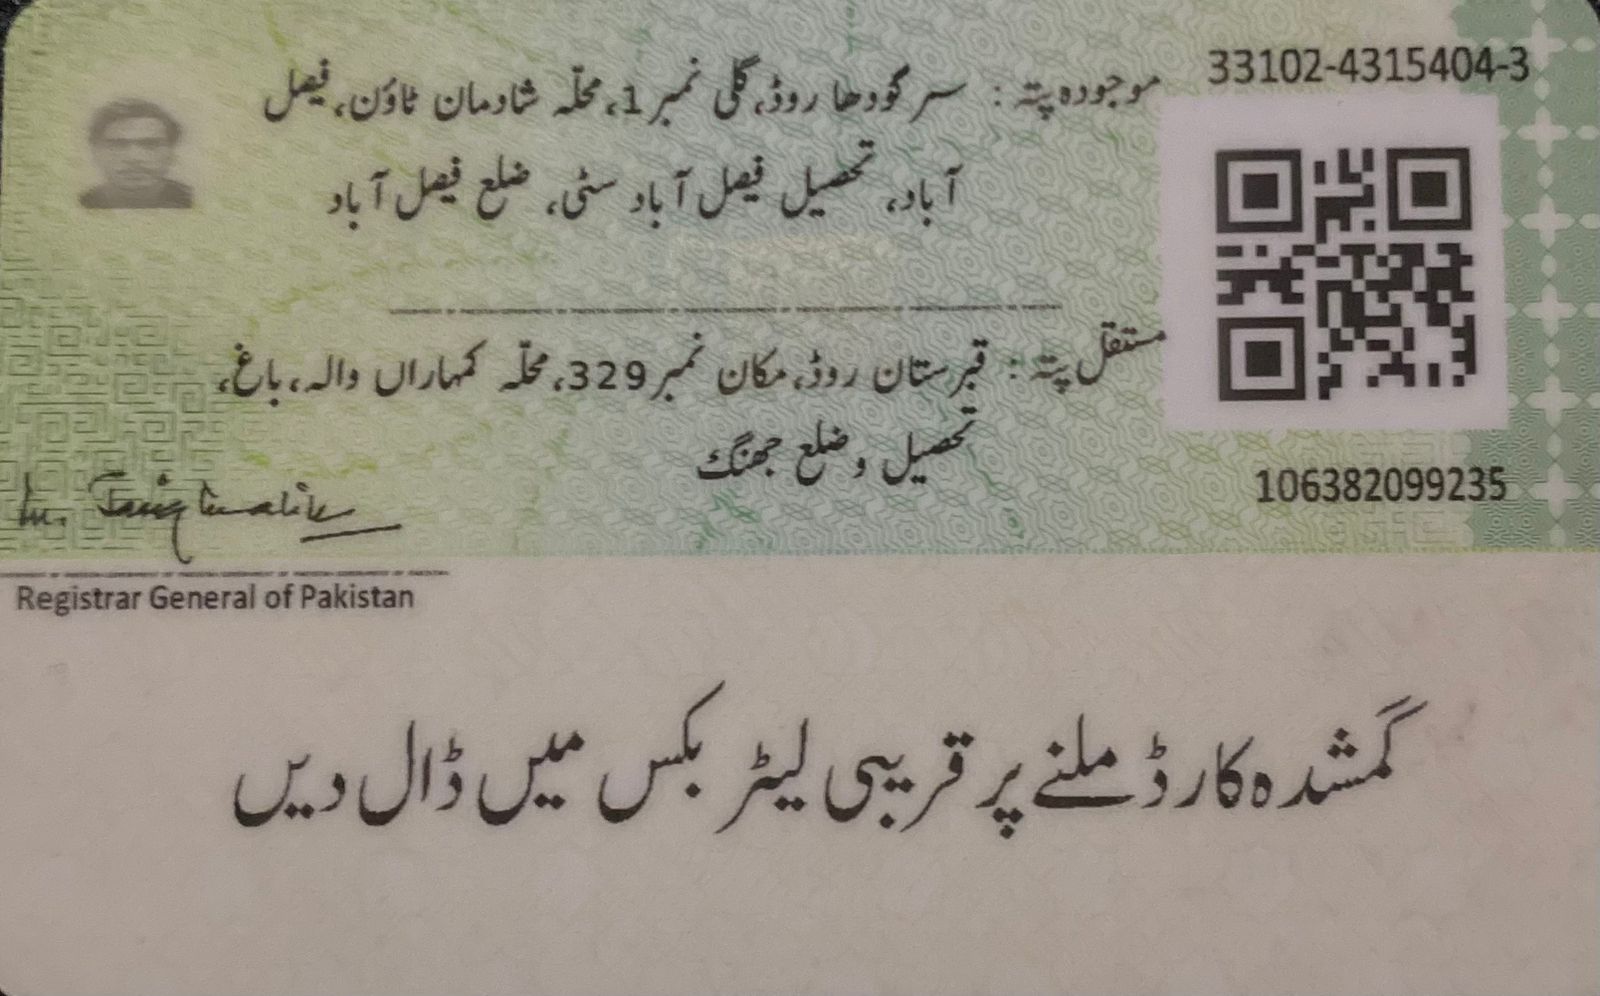 33102-4315404-3
موجودہ پتہ: سرگودھا روڈ، گلی نمبر 1، محلّہ شادمان ٹاؤن، فیصل
آباد، تحصیل فیصل آباد سٹی، ضلع فیصل آباد
مستقل پتہ: قبرستان روڈ، مکان نمبر 329، محلّہ کمہاراں والہ، باغ،
تحصیل و ضلع جھنگ
106382099235
Registrar General of Pakistan
گمشدہ کارڈ ملنے پر قریبی لیٹر بکس میں ڈال دیں